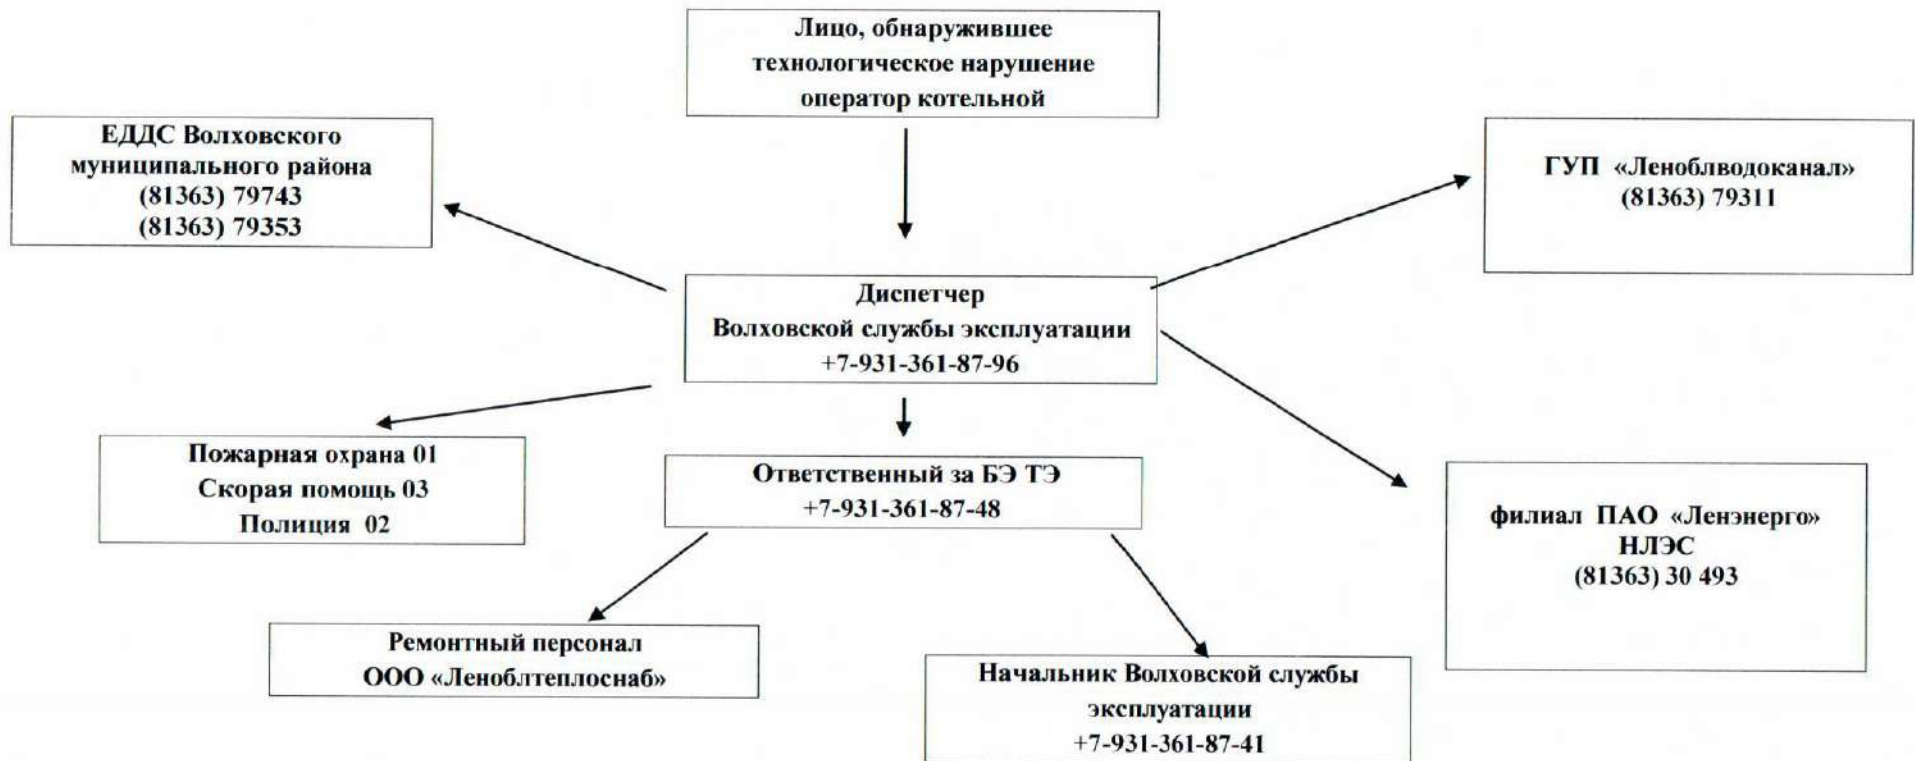 Лицо, обнаружившее
технологическое нарушение
оператор котельной
ЕДДС Волховского
муниципального района
(81363) 79743
(81363) 79353
ГУП «Леноблводоканал»
(81363) 79311
Диспетчер
Волховской службы эксплуатации
+7-931-361-87-96
Пожарная охрана 01
Скорая помощь 03
Полиция 02
Ответственный за БЭ ТЭ
+7-931-361-87-48
филиал ПАО «Ленэнерго»
НЛЭС
(81363) 30 493
Ремонтный персонал
ООО «Леноблтеплоснаб»
Начальник Волховской службы
эксплуатации
+7-931-361-87-41